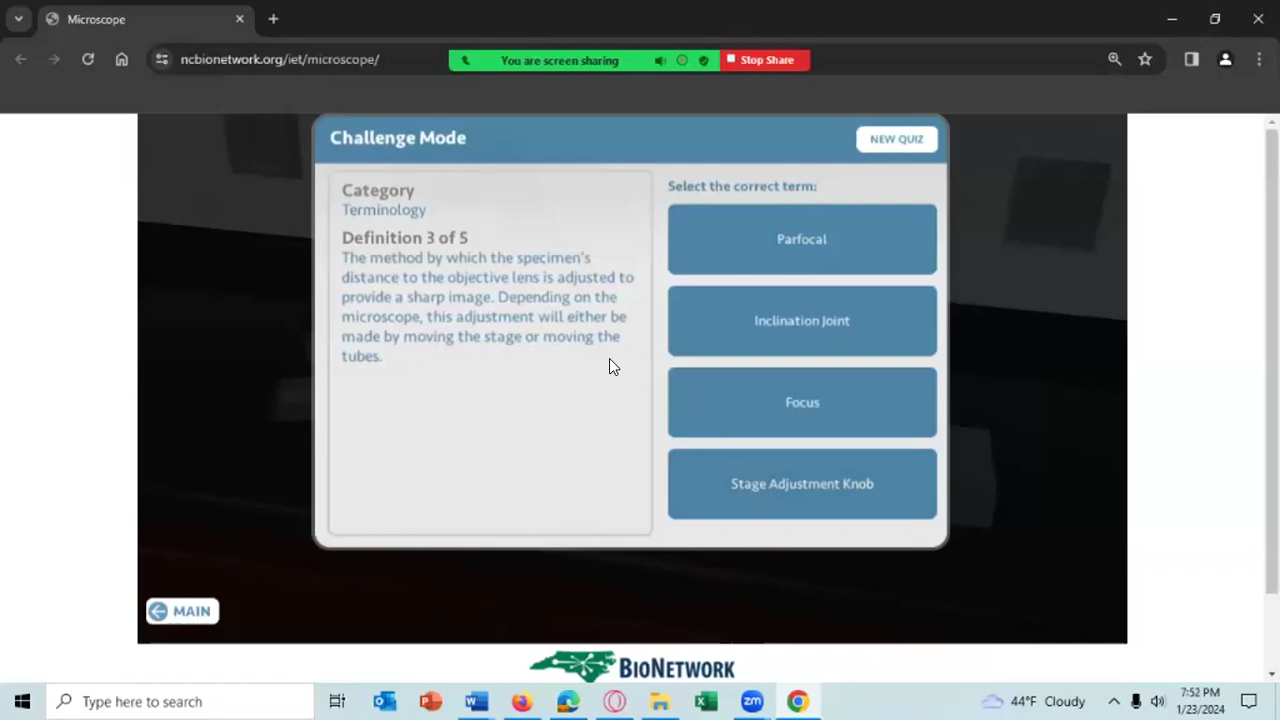 Microscope
ncbionetwork.org/iet/microscope/
You are screen sharing
Stop Share
Challenge Mode
NEW QUIZ
Category
Terminology
Definition 3 of 5
The method by which the specimen's
distance to the objective lens is adjusted to
provide a sharp image. Depending on the
microscope, this adjustment will either be
made by moving the stage or moving the
tubes.
Select the correct term:
Parfocal
Inclination Joint
Focus
Stage Adjustment Knob
MAIN
BIONETWORK
Type here to search
zm
44°F Cloudy
7:52 PM
1/23/2024